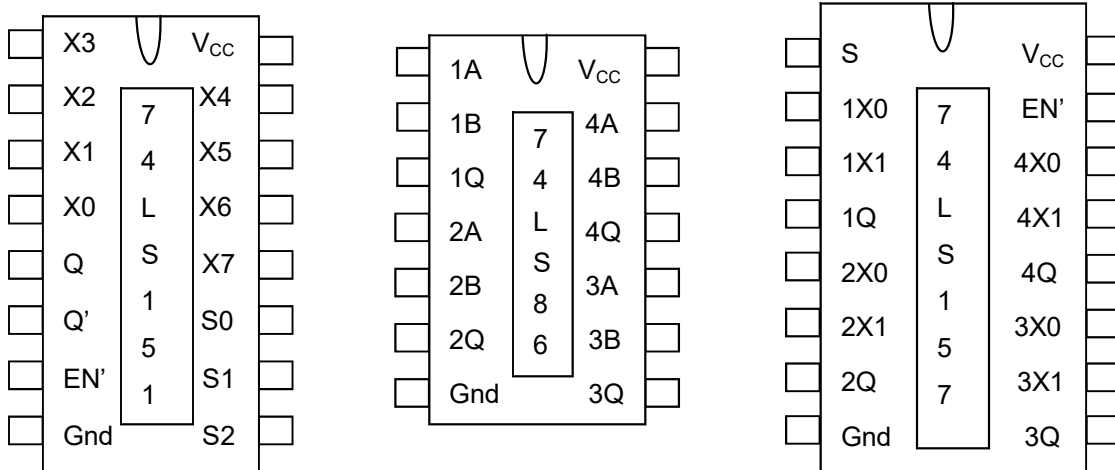 X3 VCC
X2 X4
X1 X5
X0 X6
Q X7
Q' S0
EN' S1
Gnd S2
74LS151
1A VCC
1B 4A
1Q 4B
2A 4Q
2B 3A
2Q 3B
Gnd 3Q
74LS86
S VCC
1X0 EN'
1X1 4X0
1Q 4X1
2X0 4Q
2X1 3X0
2Q 3X1
Gnd 3Q
74LS157